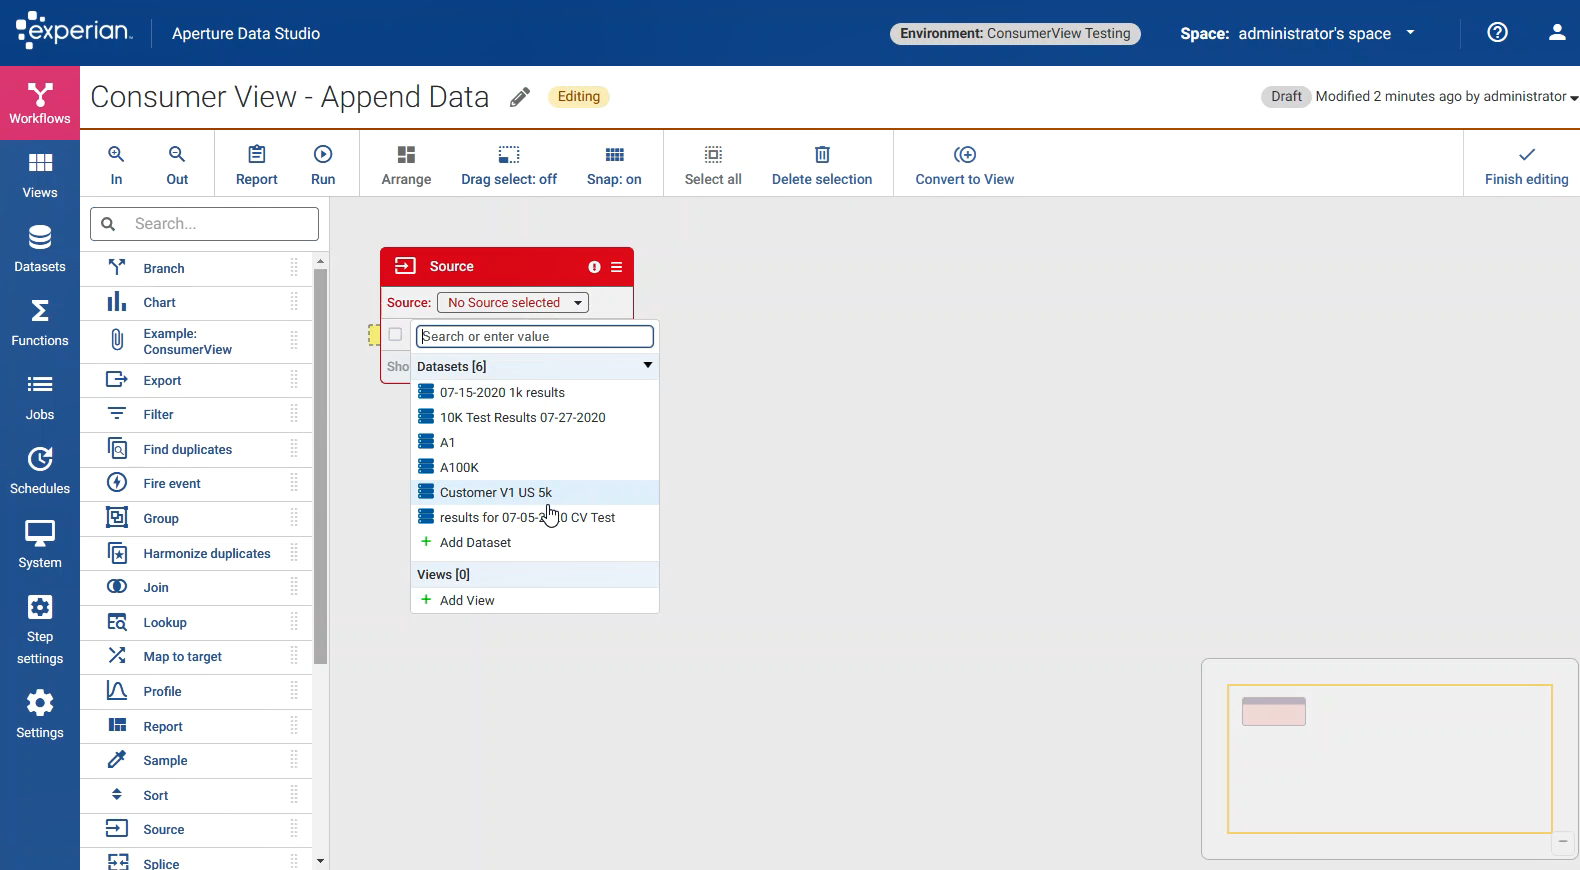 experian.
Aperture Data Studio
Environment: ConsumerView Testing
Space: administrator's space
Workflows
Consumer View - Append Data
Editing
Draft
Modified 2 minutes ago by administrator
In
Out
Report
Run
Arrange
Drag select: off
Snap: on
Select all
Delete selection
Convert to View
Finish editing
Views
Datasets
Functions
Jobs
Schedules
System
Step
settings
Settings
Search...
Branch
Chart
Example:
ConsumerView
Export
Filter
Find duplicates
Fire event
Group
Harmonize duplicates
Join
Lookup
Map to target
Profile
Report
Sample
Sort
Source
Splice
Source
Source: No Source selected
Sho
Search or enter value
Datasets [6]
07-15-2020 1k results
10K Test Results 07-27-2020
A1
A100K
Customer V1 US 5k
results for CV Test
Add Dataset
Views [0]
Add View